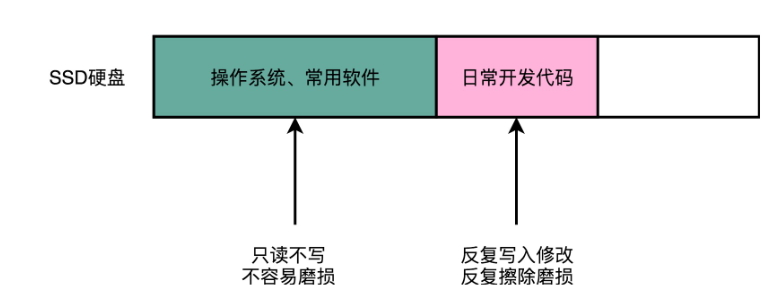 SSD硬盘
操作系统、常用软件
日常开发代码
只读不写
不容易磨损
反复写入修改
反复擦除磨损